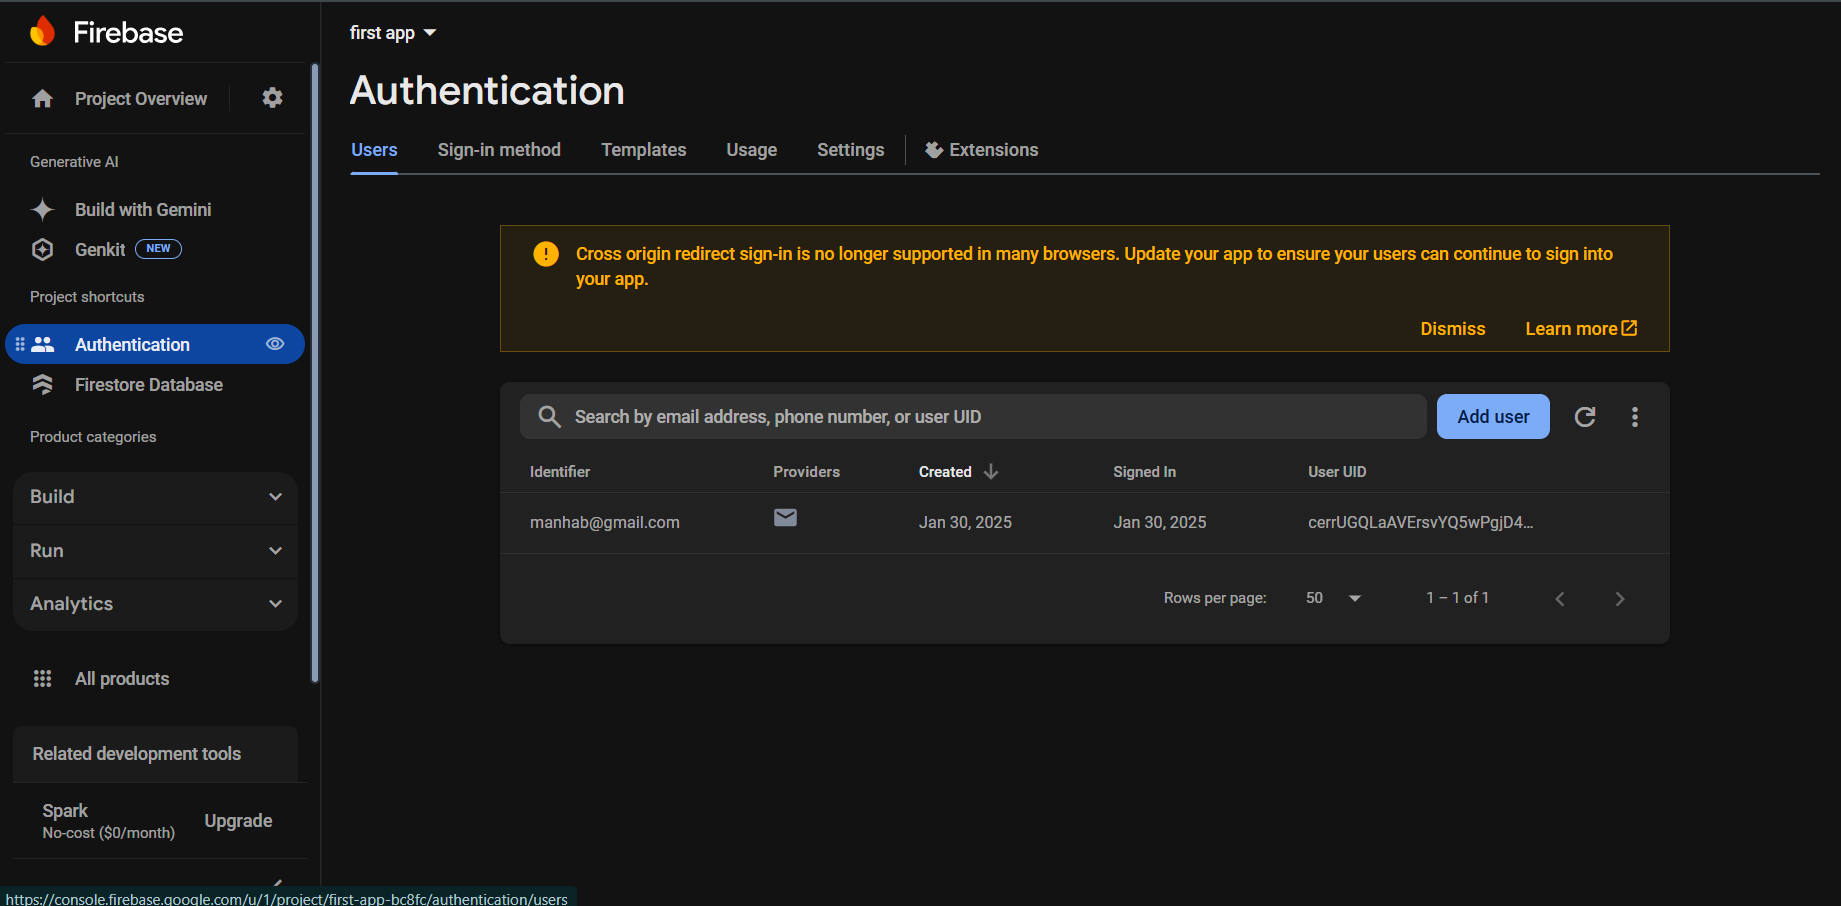 Firebase
Project Overview
Generative AI
Build with Gemini
Genkit NEW
Project shortcuts
Authentication
Firestore Database
Product categories
Build
Run
Analytics
All products
Related development tools
Spark
No-cost ($0/month)
Upgrade
https://console.firebase.google.com/u/1/project/first-app-bc8fc/authentication/users
first app
Authentication
Users Sign-in method Templates Usage Settings Extensions
Cross origin redirect sign-in is no longer supported in many browsers. Update your app to ensure your users can continue to sign into
your app.
Dismiss Learn more
Search by email address, phone number, or user UID Add user
Identifier Providers Created Signed In User UID
manhab@gmail.com Jan 30, 2025 Jan 30, 2025 cerrUGQLaAVErsvYQ5wPgjD4...
Rows per page: 50 1 – 1 of 1